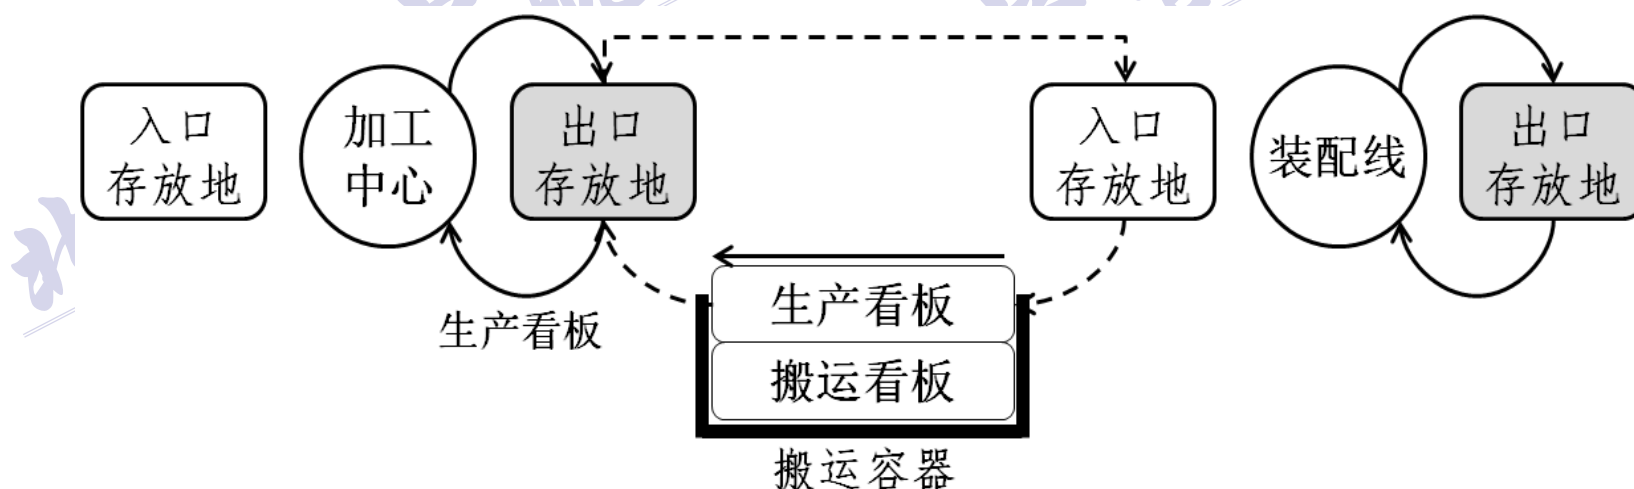 入口
存放地
加工
中心
出口
存放地
入口
存放地
装配线
出口
存放地
生产看板
生产看板
搬运看板
搬运容器